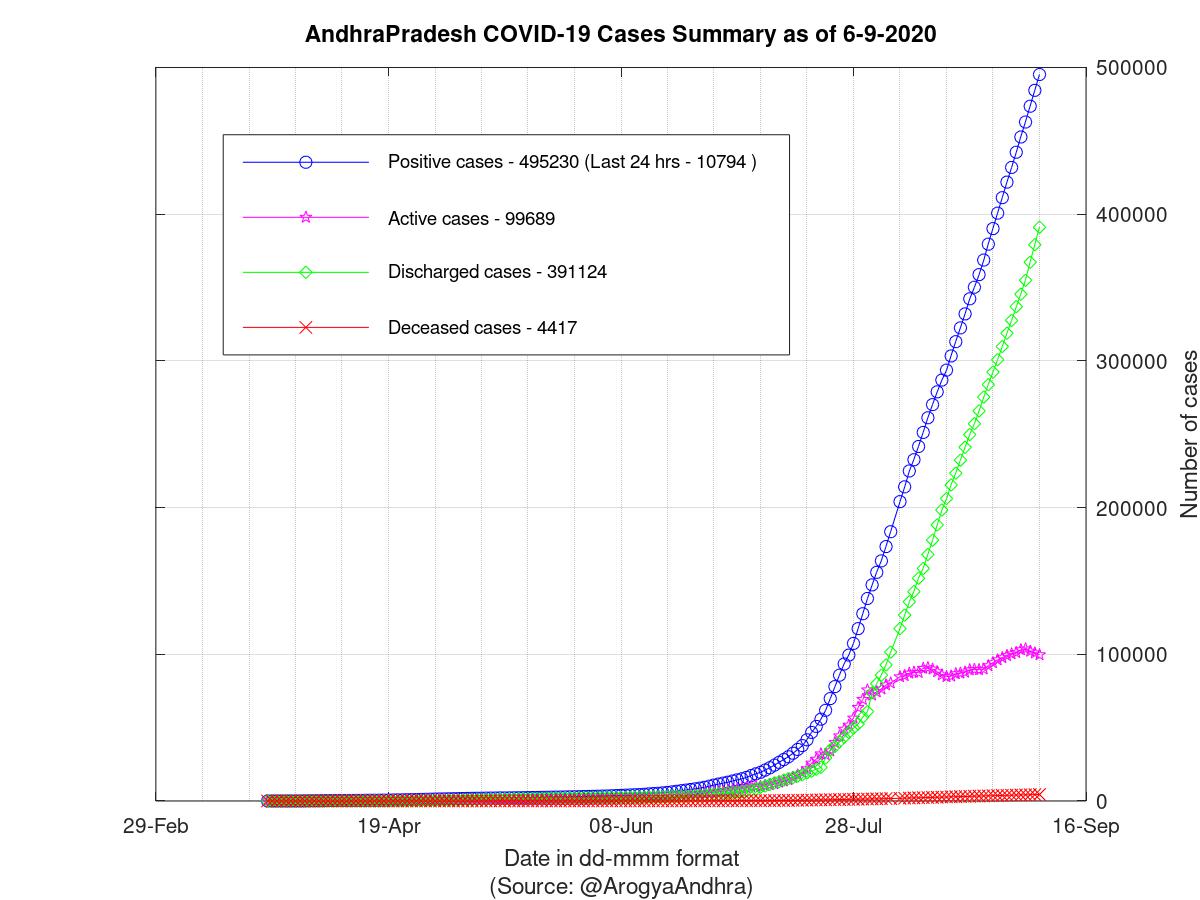 AndhraPradesh COVID-19 Cases Summary as of 6-9-2020
500000
Positive cases - 495230 (Last 24 hrs - 10794 )
400000
Active cases - 99689
Discharged cases - 391124
Deceased cases - 4417
300000
Number of cases
200000
100000
0
29-Feb 19-Apr 08-Jun 28-Jul 16-Sep
Date in dd-mmm format
(Source: @ArogyaAndhra)